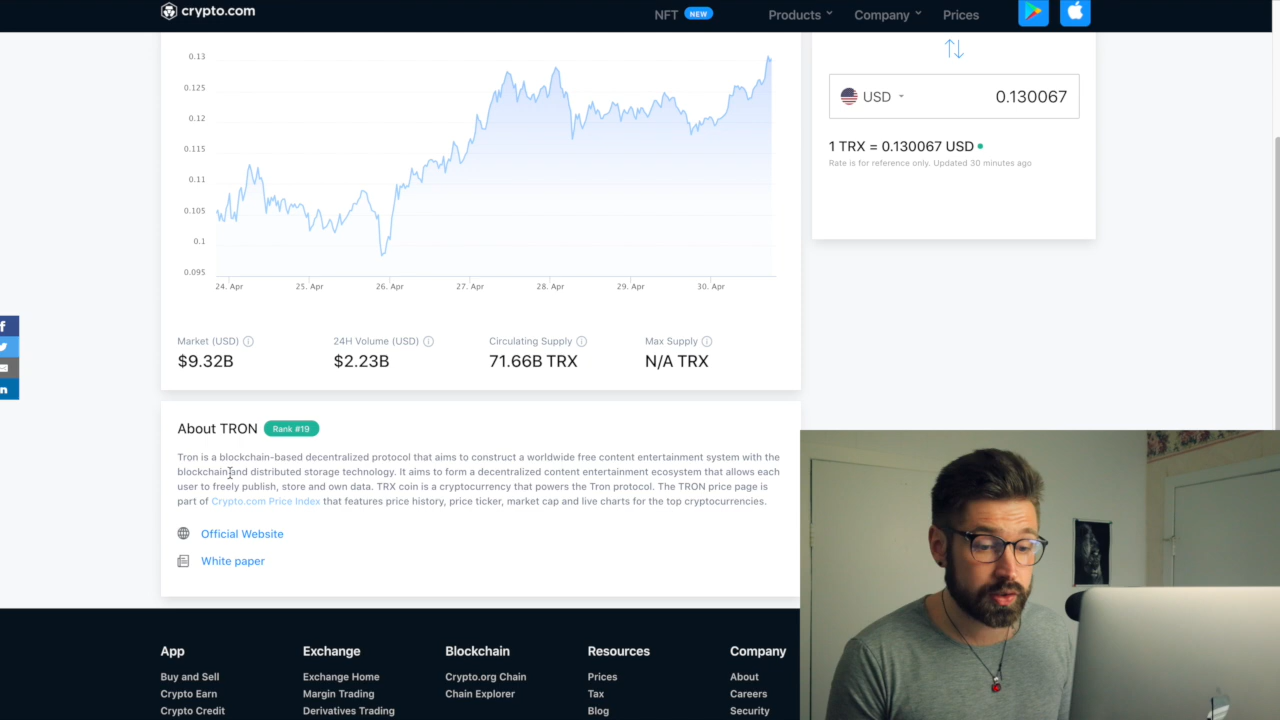 crypto.com
NFT NEW Products Company Prices
0.13
0.125
0.12
0.115
0.11
0.105
0.1
0.095
24. Apr 25. Apr 26. Apr 27. Apr 28. Apr 29. Apr 30. Apr
USD 0.130067
1 TRX = 0.130067 USD
Rate is for reference only. Updated 30 minutes ago
Market (USD) 24H Volume (USD) Circulating Supply Max Supply
$9.32B $2.23B 71.66B TRX N/A TRX
About TRON Rank #19
Tron is a blockchain-based decentralized protocol that aims to construct a worldwide free content entertainment system with the
blockchain and distributed storage technology. It aims to form a decentralized content entertainment ecosystem that allows each
user to freely publish, store and own data. TRX coin is a cryptocurrency that powers the Tron protocol. The TRON price page is
part of Crypto.com Price Index that features price history, price ticker, market cap and live charts for the top cryptocurrencies.
Official Website
White paper
App Exchange Blockchain Resources Company
Buy and Sell Exchange Home Crypto.org Chain Prices About
Crypto Earn Margin Trading Chain Explorer Tax Careers
Crypto Credit Derivatives Trading Blog Security